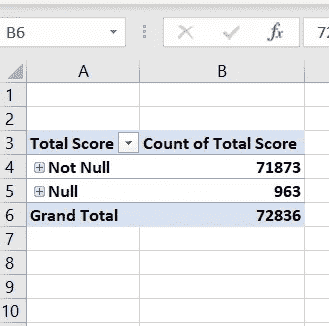 B6 fx 72
A B
1
2
3 Total Score Count of Total Score
4 Not Null 71873
5 Null 963
6 Grand Total 72836
7
8
9
10